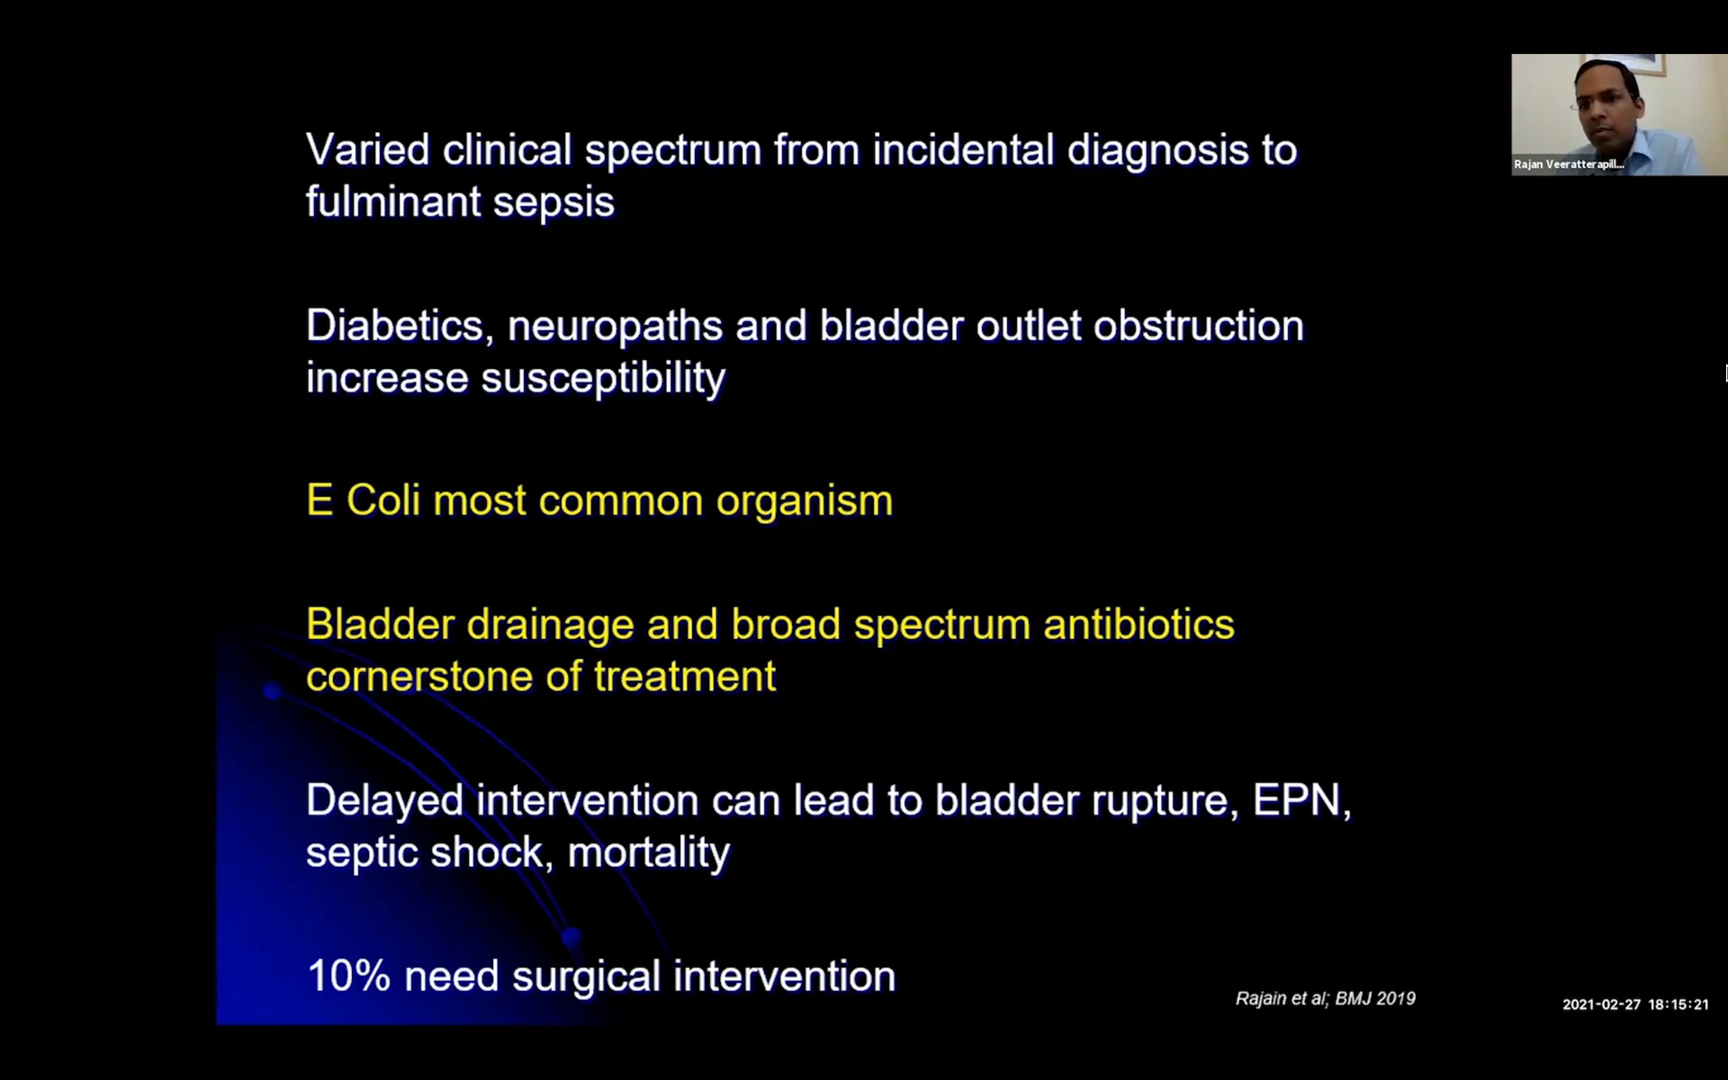 Varied clinical spectrum from incidental diagnosis to
fulminant sepsis
Diabetics, neuropaths and bladder outlet obstruction
increase susceptibility
E Coli most common organism
Bladder drainage and broad spectrum antibiotics
cornerstone of treatment
Delayed intervention can lead to bladder rupture, EPN,
septic shock, mortality
10% need surgical intervention
Rajain et al; BMJ 2019
Rajan Veeratterapill...
2021-02-27 18:15:21